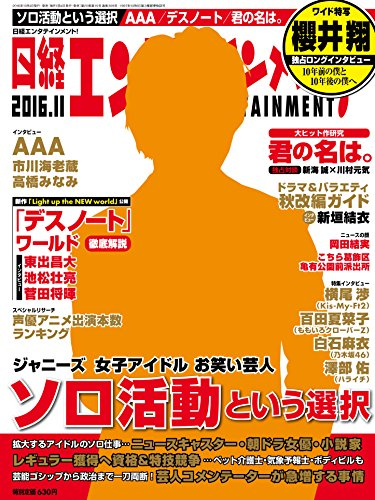 ソロ活動という選択 AAA/デスノート/君の名は。
ワイド特写
櫻井翔
独占ロングインタビュー
10年前の僕と
10年後の僕へ
日経エンタテインメント!
日経エンタテインメント!
2016.11
TAINMENT!
インタビュー
AAA
市川海老蔵
高橋みなみ
大ヒット作研究
君の名は。
独占対談 新海 誠×川村元気
ドラマ&バラエティ
秋改編ガイド
新垣結衣
新作「Light up the NEW world」公開
「デスノート」
ワールド 徹底解説
インタビュー
東出昌大
池松壮亮
菅田将暉
ニュースの顔
岡田結実
こちら葛飾区
亀有公園前派出所
スペシャルリサーチ
声優アニメ出演本数
ランキング
特集インタビュー
横尾 渉
(Kis-My-Ft2)
百田夏菜子
(ももいろクローバーZ)
白石麻衣
(乃木坂46)
澤部 佑
(ハライチ)
ジャニーズ 女子アイドル お笑い芸人
ソロ活動という選択
拡大するアイドルのソロ仕事…ニュースキャスター・朝ドラ女優・小説家
レギュラー獲得へ資格&特技競争…ペット介護士・気象予報士・ボディビルも
芸能ゴシップから政治まで一刀両断!芸人コメンテーターが急増する事情
特別定価630円